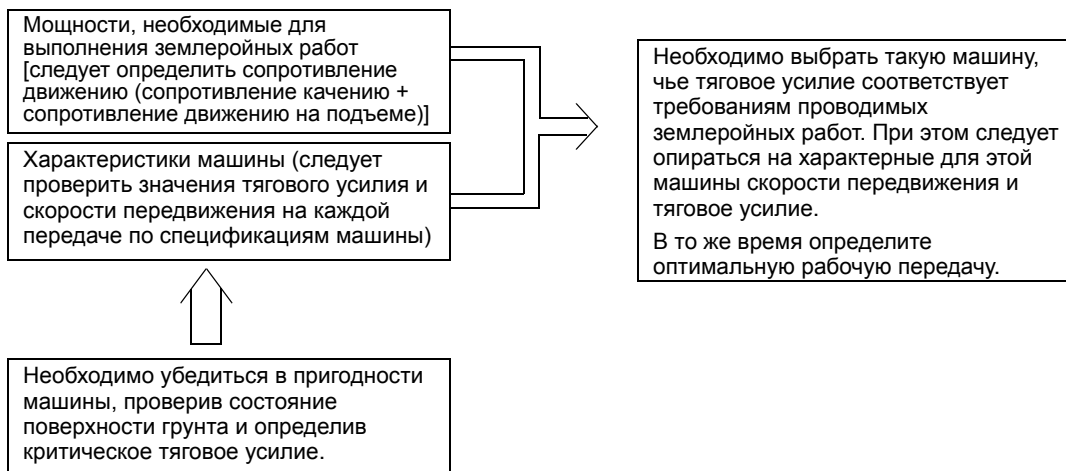 Мощности, необходимые для
выполнения землеройных работ
[следует определить сопротивление
движению (сопротивление качению +
сопротивление движению на подъеме)]
Характеристики машины (следует
проверить значения тягового усилия и
скорости передвижения на каждой
передаче по спецификациям машины)
Необходимо выбрать такую машину,
чье тяговое усилие соответствует
требованиям проводимых
землеройных работ. При этом следует
опираться на характерные для этой
машины скорости передвижения и
тяговое усилие.
В то же время определите
оптимальную рабочую передачу.
Необходимо убедиться в пригодности
машины, проверив состояние
поверхности грунта и определив
критическое тяговое усилие.